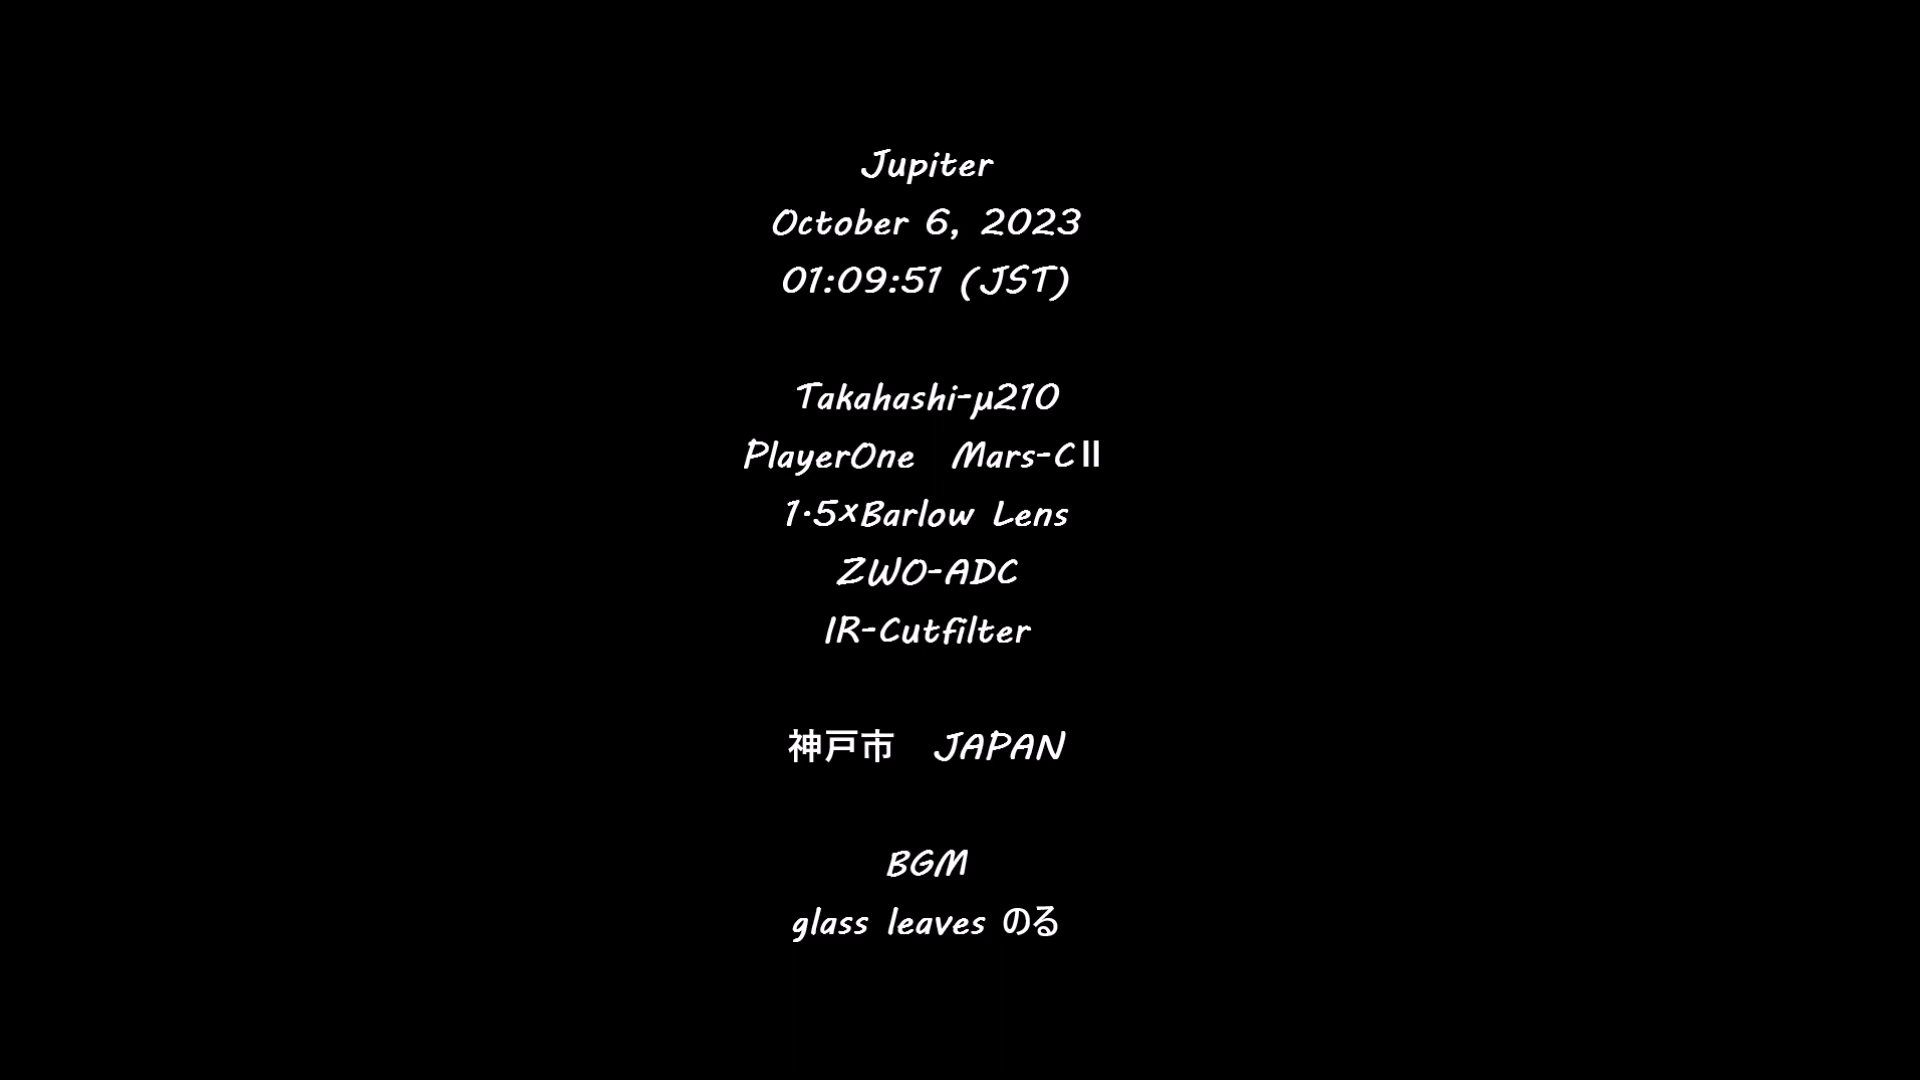 Jupiter
October 6, 2023
01:09:51 (JST)
Takahashi-μ210
PlayerOne　Mars-CⅡ
1.5×Barlow Lens
ZWO-ADC
IR-Cutfilter
神戸市　JAPAN
BGM
glass leaves のる